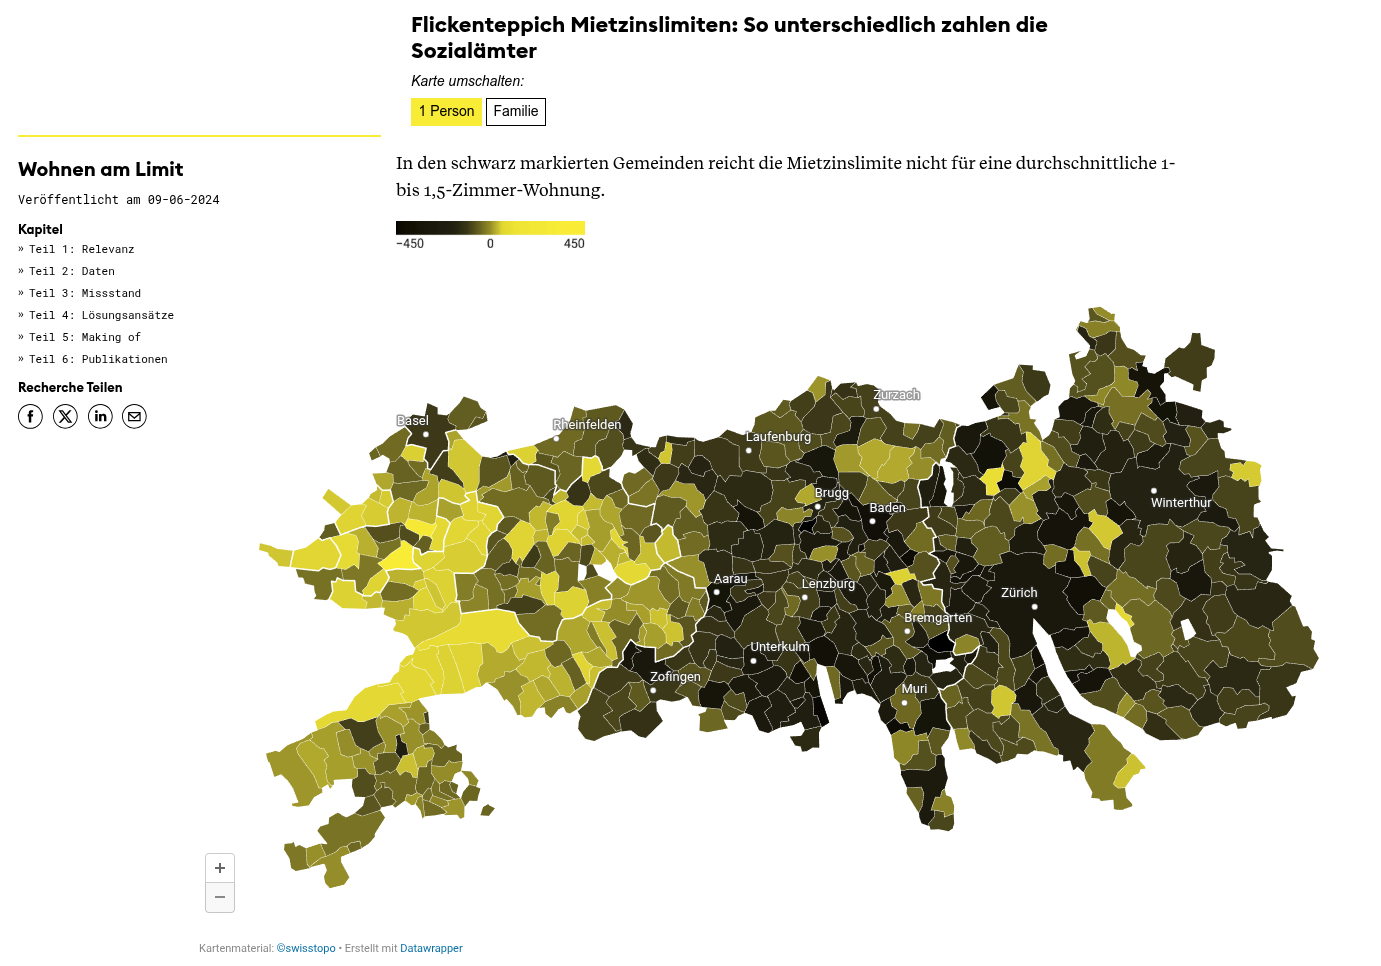 Flickenteppich Mietzinslimiten: So unterschiedlich zahlen die
Sozialämter
Karte umschalten:
1 Person
Familie
Wohnen am Limit
Veröffentlicht am 09-06-2024
Kapitel
» Teil 1: Relevanz
» Teil 2: Daten
» Teil 3: Missstand
» Teil 4: Lösungsansätze
» Teil 5: Making of
» Teil 6: Publikationen
Recherche Teilen
In den schwarz markierten Gemeinden reicht die Mietzinslimite nicht für eine durchschnittliche 1-
bis 1,5-Zimmer-Wohnung.
−450 0 450
Zurzach
Basel
Rheinfelden
Laufenburg
Brugg
Baden
Winterthur
Aarau
Lenzburg
Zürich
Bremgarten
Unterkulm
Zofingen
Muri
+
−
Kartenmaterial: ©swisstopo • Erstellt mit Datawrapper